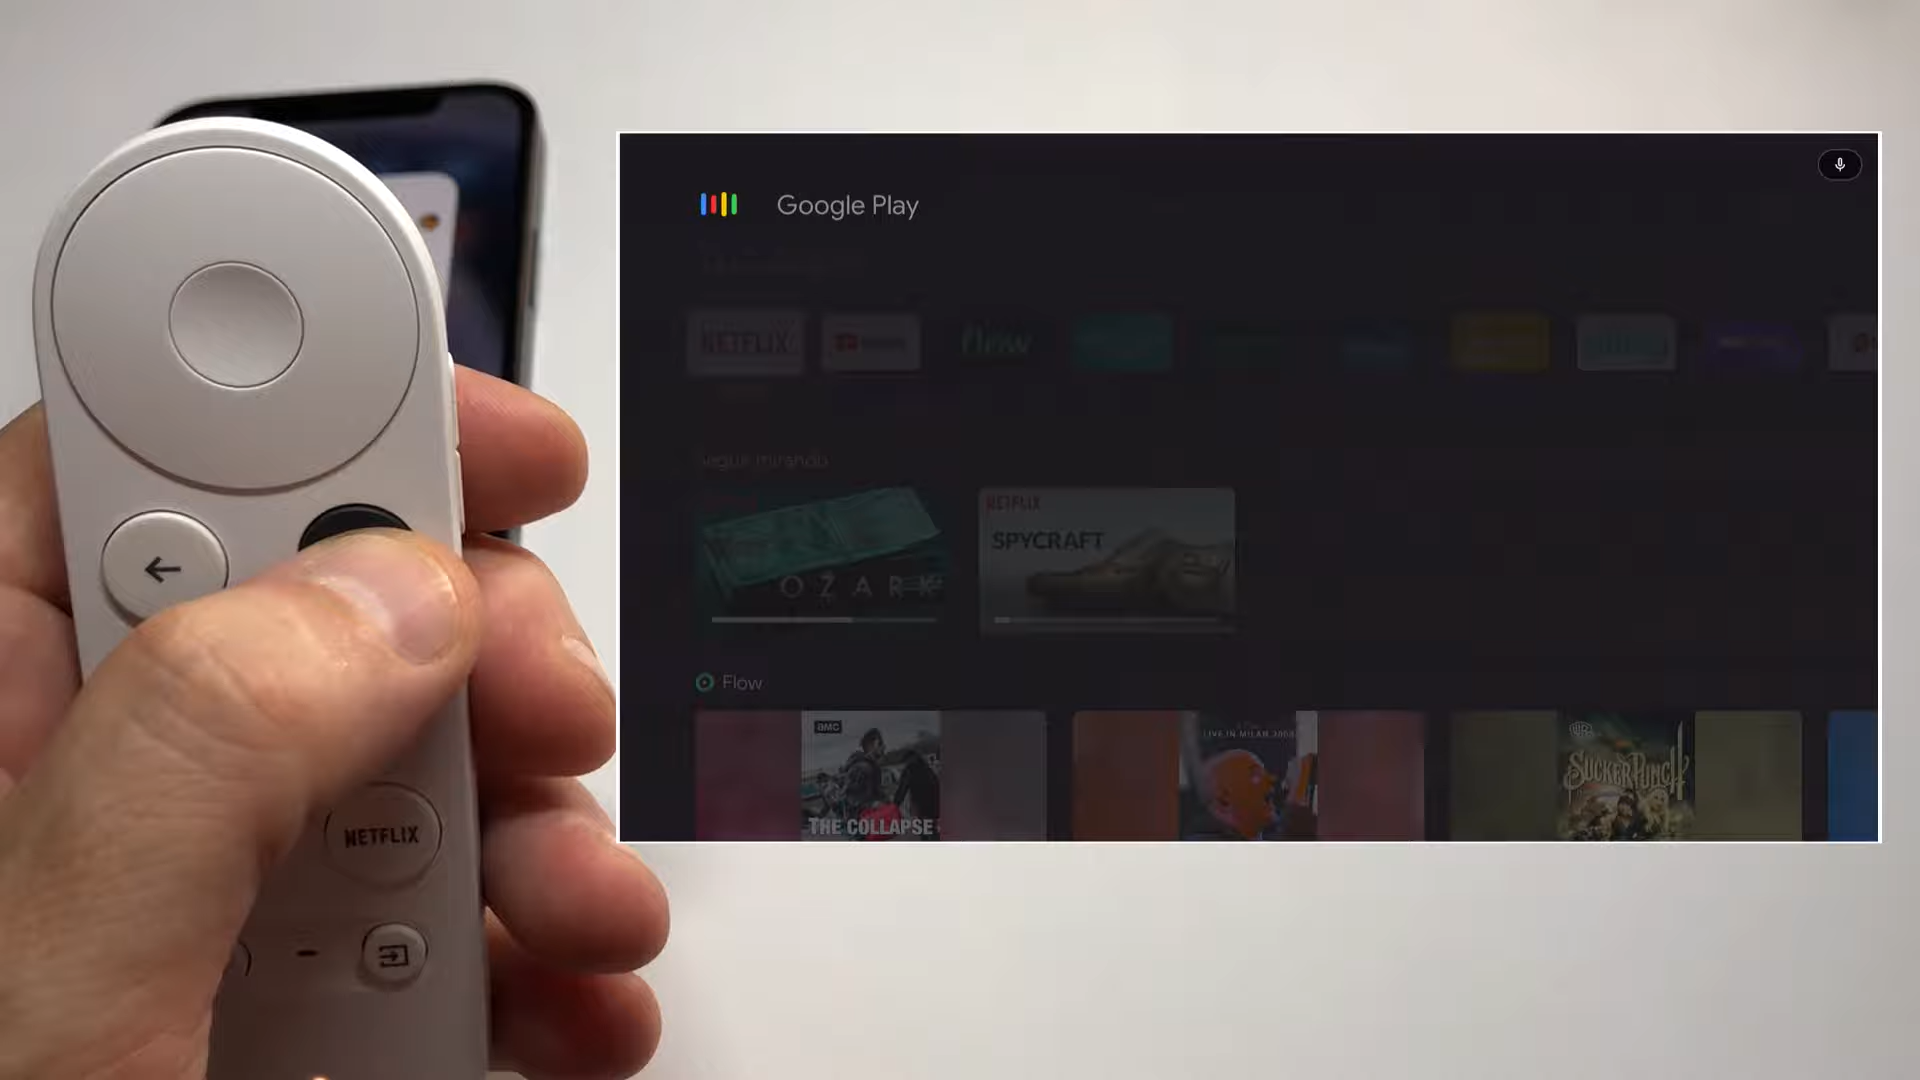 Google Play
NETFLIX
flow
Seguir mirando
NETFLIX
SPYCRAFT
OZARK
Flow
AMC
THE COLLAPSE
LIVE IN MILAN 2009
SUCKER PUNCH
NETFLIX